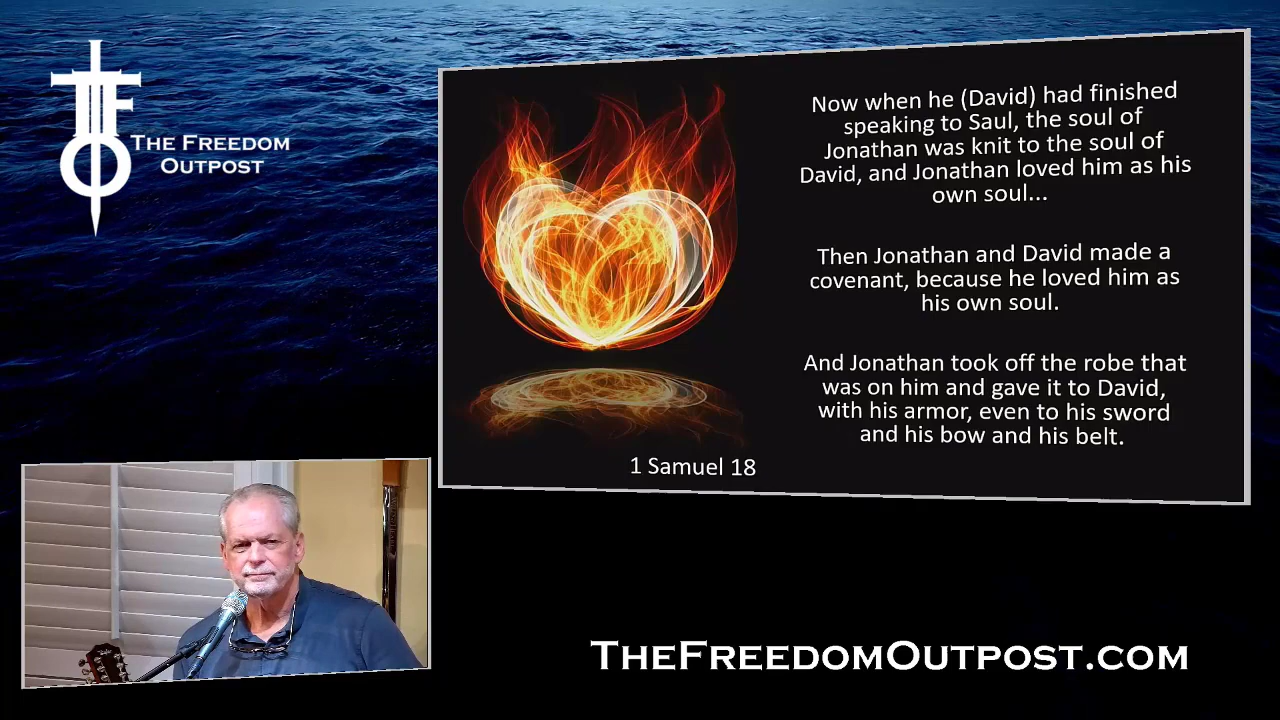 TFO
THE FREEDOM
OUTPOST
Now when he (David) had finished
speaking to Saul, the soul of
Jonathan was knit to the soul of
David, and Jonathan loved him as his
own soul...
Then Jonathan and David made a
covenant, because he loved him as
his own soul.
And Jonathan took off the robe that
was on him and gave it to David,
with his armor, even to his sword
and his bow and his belt.
1 Samuel 18
THEFREEDOMOUTPOST.COM